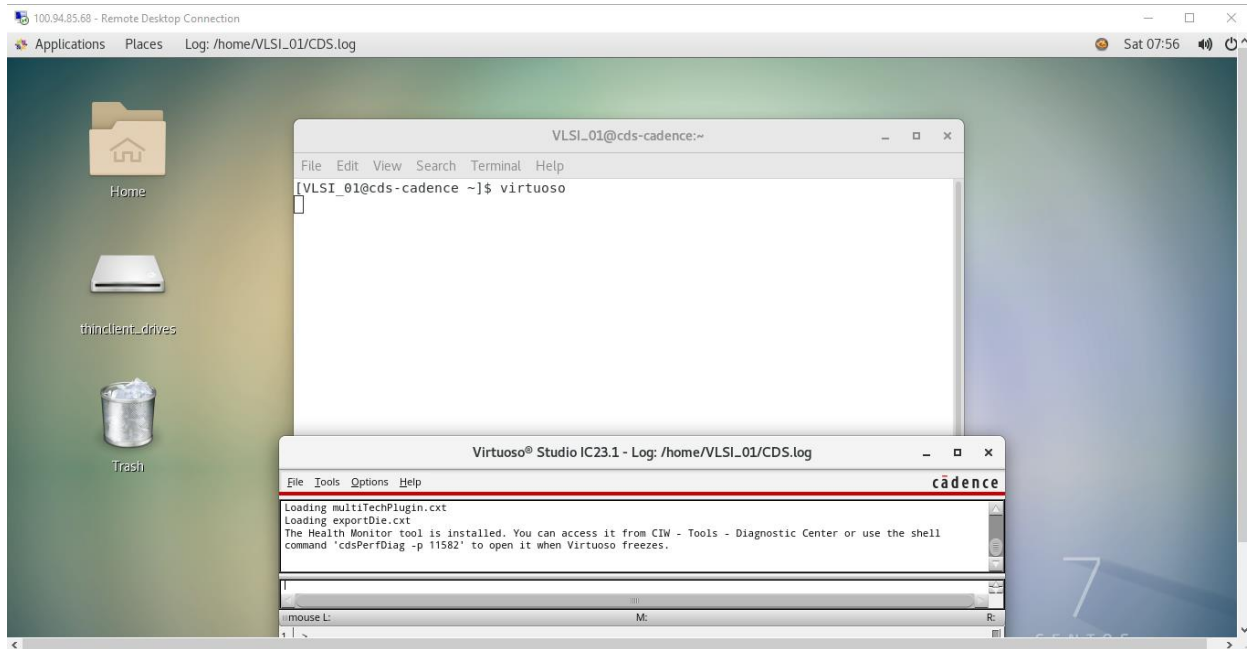 100.94.85.68 - Remote Desktop Connection
Applications Places Log: /home/VLSI_01/CDS.log Sat 07:56
Home
thinclient_drives
Trash
VLSI_01@cds-cadence:~
File Edit View Search Terminal Help
[VLSI_01@cds-cadence ~]$ virtuoso
Virtuoso® Studio IC23.1 - Log: /home/VLSI_01/CDS.log
File Tools Options Help cādence
Loading multiTechPlugin.cxt
Loading exportDie.cxt
The Health Monitor tool is installed. You can access it from CIW - Tools - Diagnostic Center or use the shell
command 'cdsPerfDiag -p 11582' to open it when Virtuoso freezes.
mouse L: M: R:
1 >
7